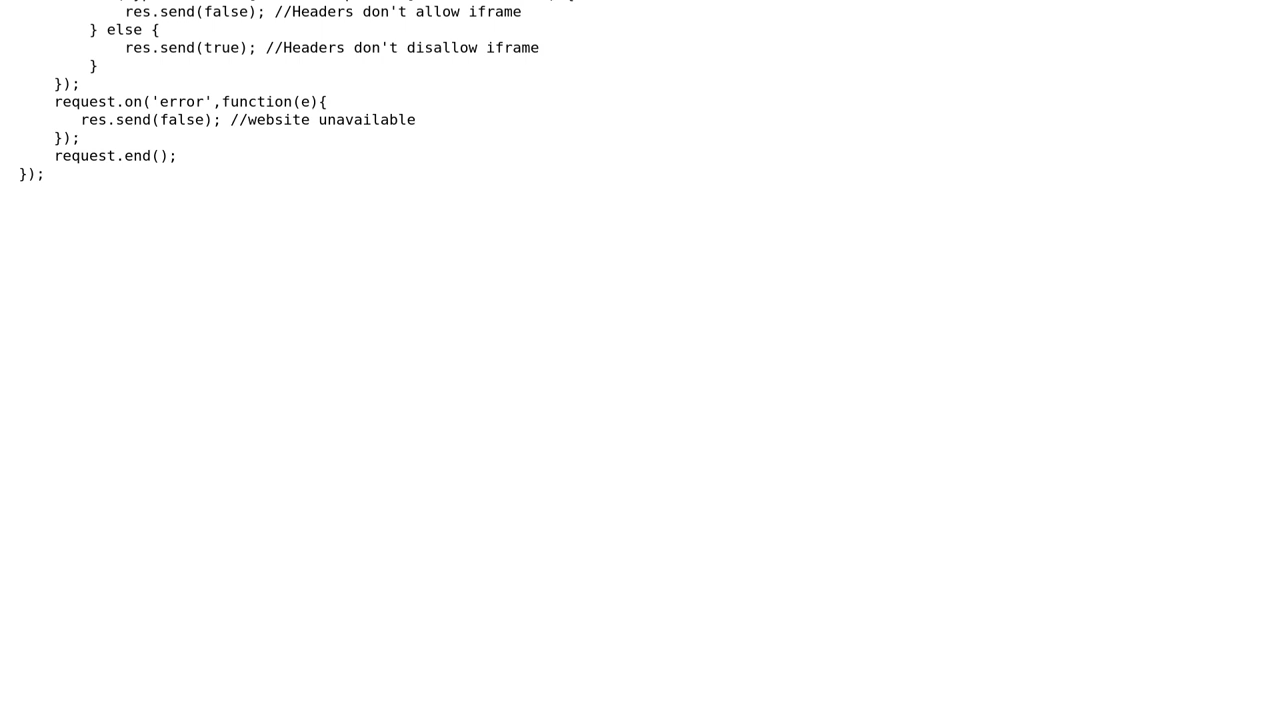 res.send(false); //Headers don't allow iframe
} else {
res.send(true); //Headers don't disallow iframe
}
});
request.on('error',function(e){
res.send(false); //website unavailable
});
request.end();
});